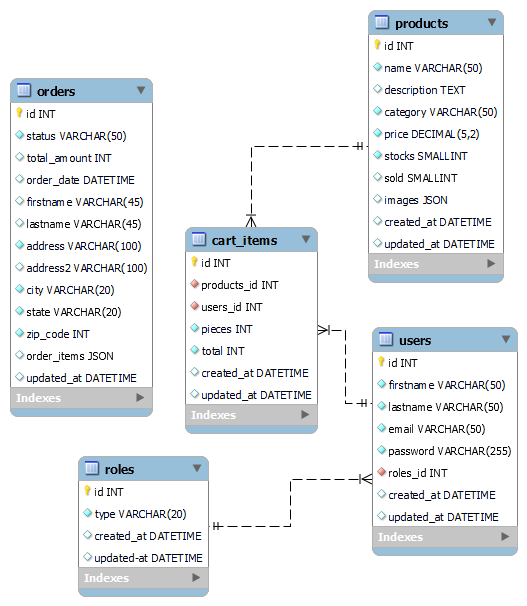 products
id INT
name VARCHAR(50)
description TEXT
category VARCHAR(50)
price DECIMAL(5,2)
stocks SMALLINT
sold SMALLINT
images JSON
created_at DATETIME
updated_at DATETIME
Indexes
orders
id INT
status VARCHAR(50)
total_amount INT
order_date DATETIME
firstname VARCHAR(45)
lastname VARCHAR(45)
address VARCHAR(100)
address2 VARCHAR(100)
city VARCHAR(20)
state VARCHAR(20)
zip_code INT
order_items JSON
updated_at DATETIME
Indexes
cart_items
id INT
products_id INT
users_id INT
pieces INT
total INT
created_at DATETIME
updated_at DATETIME
Indexes
users
id INT
firstname VARCHAR(50)
lastname VARCHAR(50)
email VARCHAR(50)
password VARCHAR(255)
roles_id INT
created_at DATETIME
updated_at DATETIME
Indexes
roles
id INT
type VARCHAR(20)
created_at DATETIME
updated-at DATETIME
Indexes